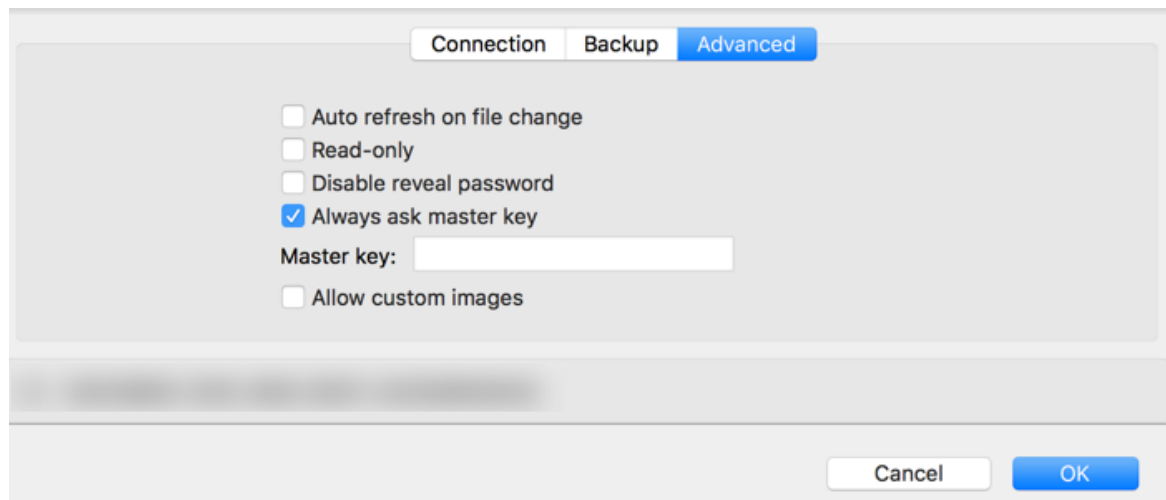 Connection Backup Advanced
Auto refresh on file change
Read-only
Disable reveal password
Always ask master key
Master key:
Allow custom images
Cancel OK